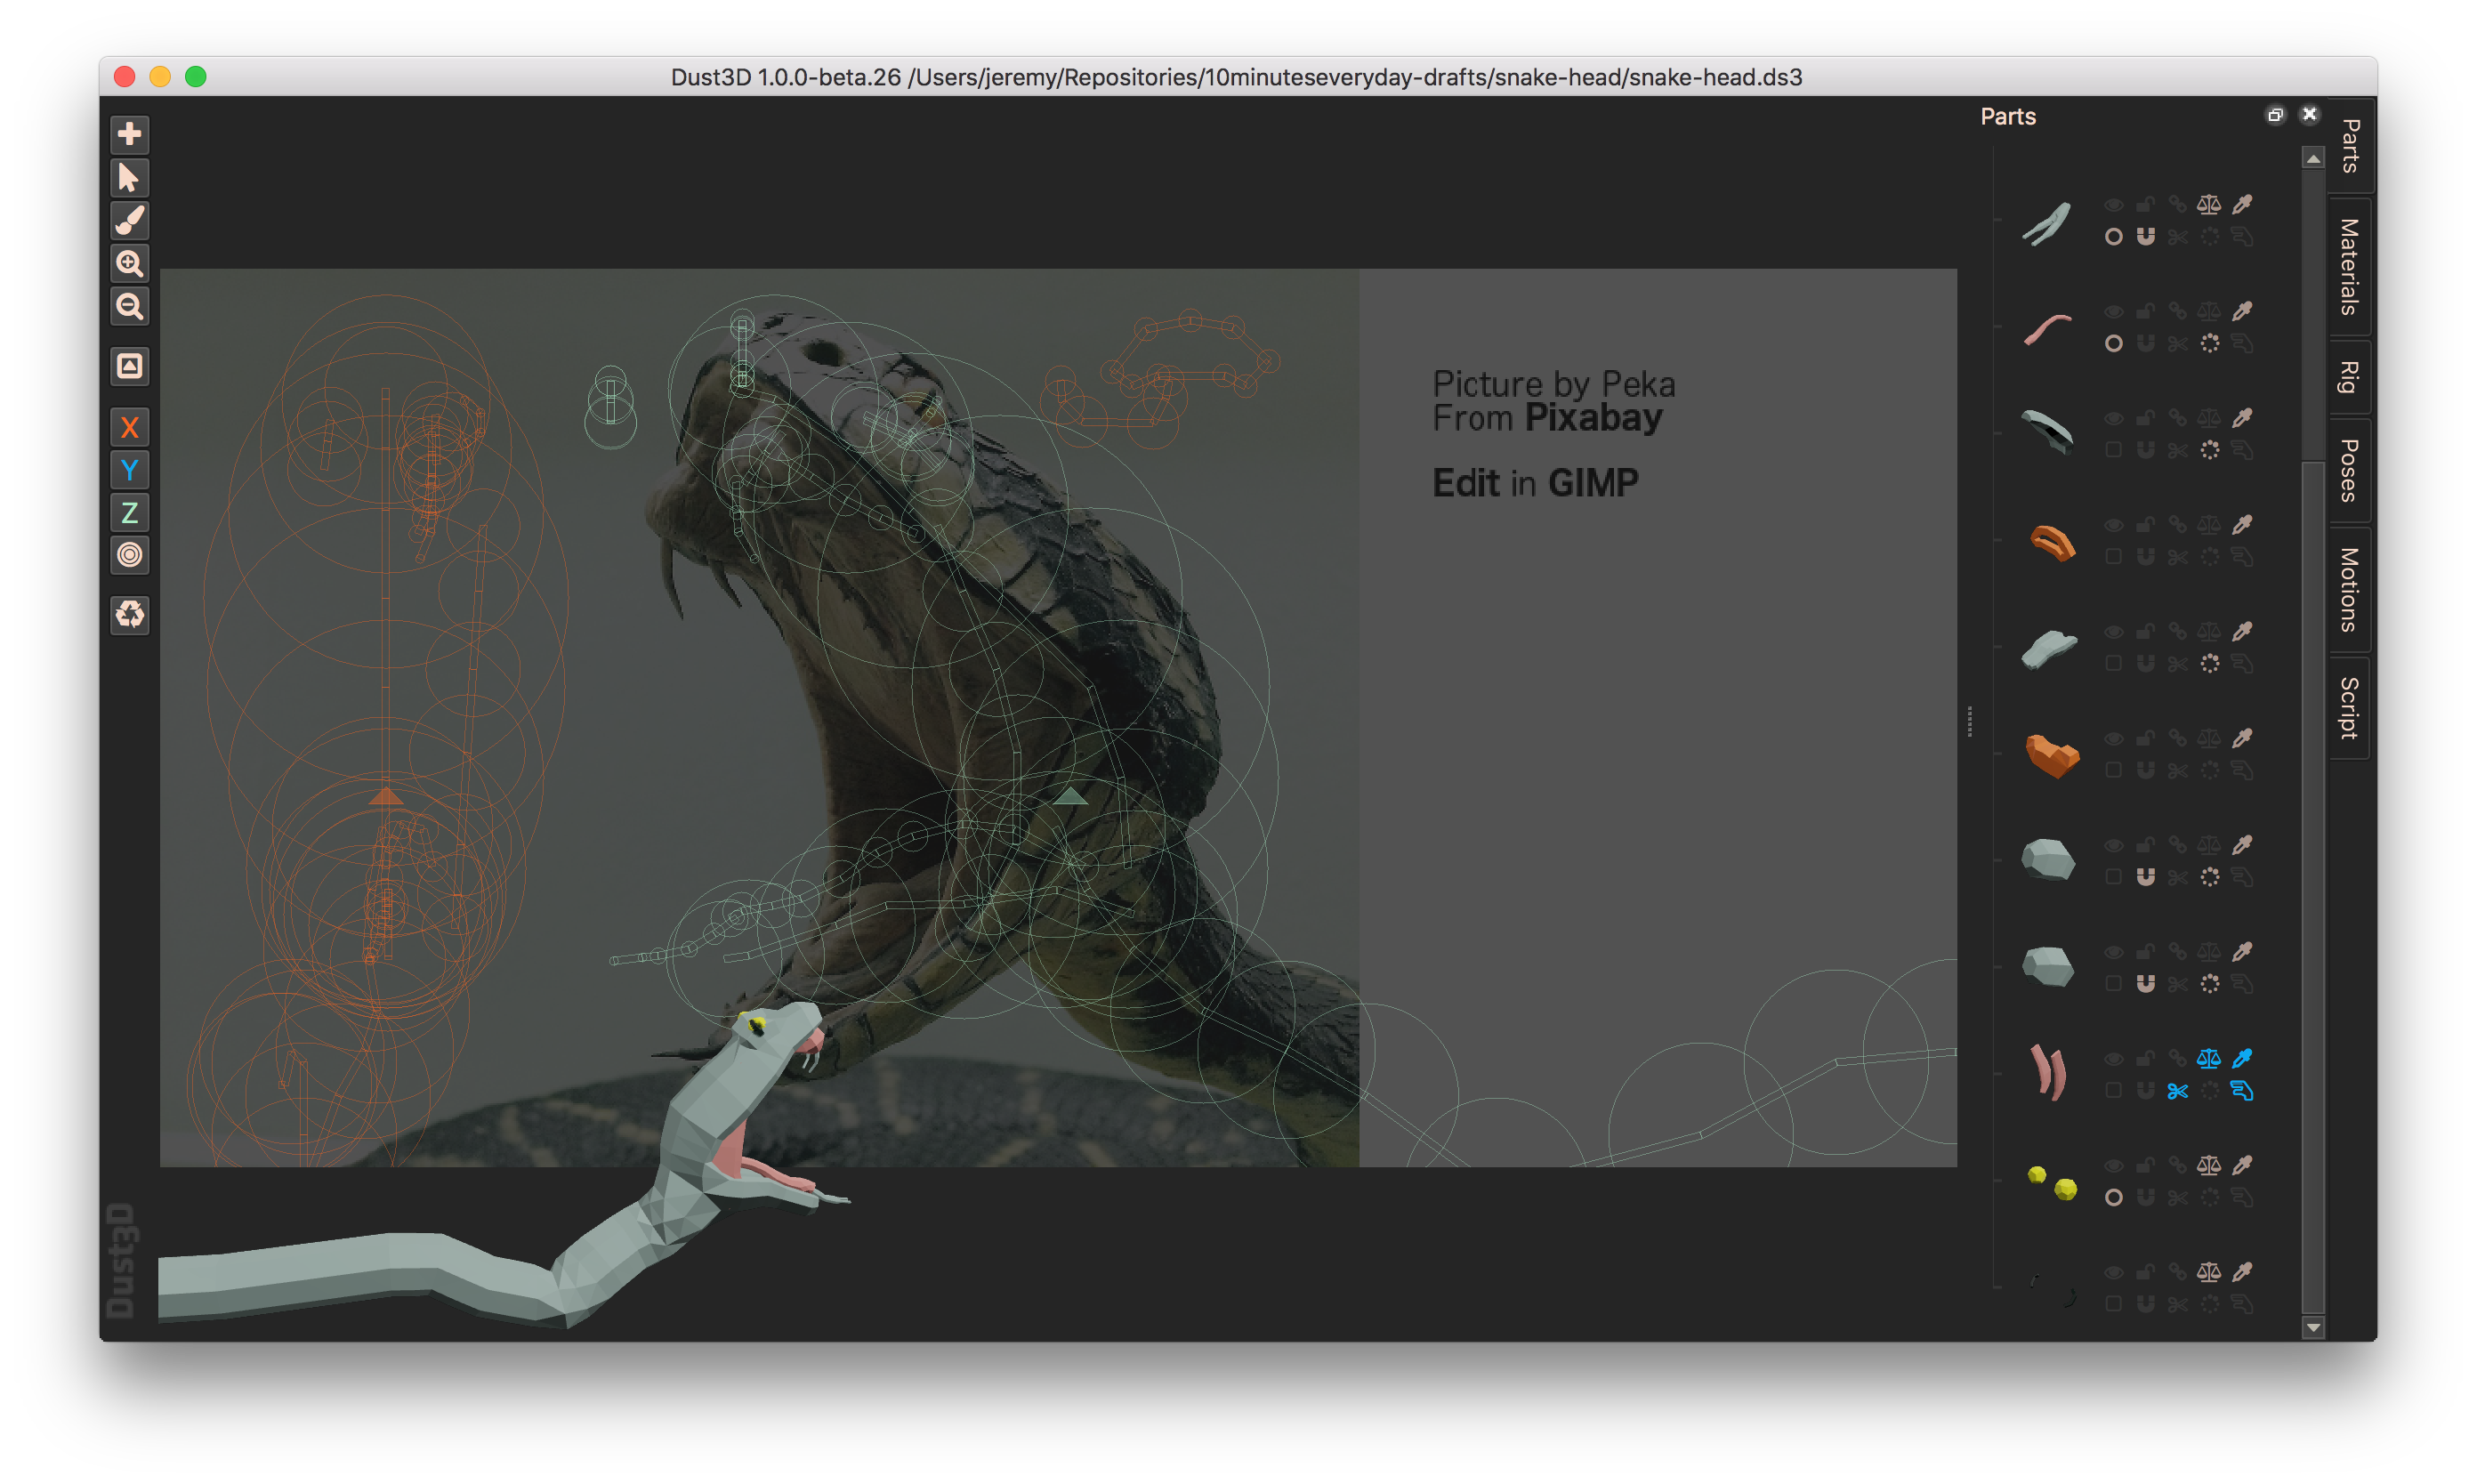 Dust3D 1.0.0-beta.26 /Users/jeremy/Repositories/10minuteseveryday-drafts/snake-head/snake-head.ds3
Parts
Parts
Materials
Rig
Poses
Motions
Script
X
Y
Z
Picture by Peka
From Pixabay
Edit in GIMP
Dust3D